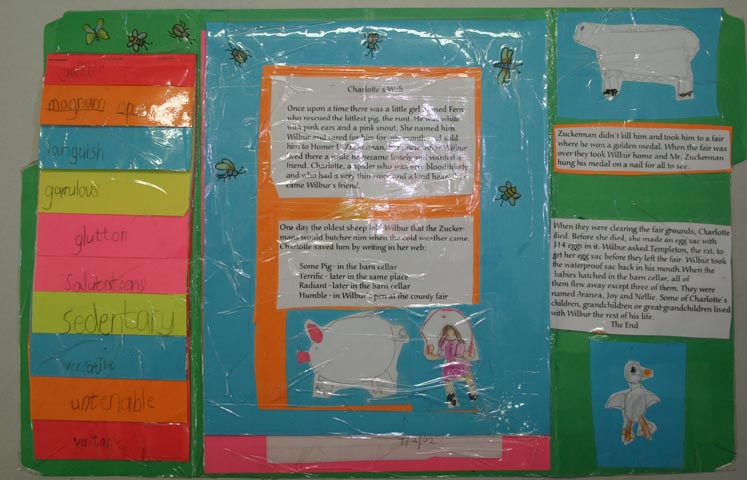 gullible
magnum opus
languish
garrulous
glutton
Salutations
Sedentary
versatile
untenable
veritable
Charlotte's Web
Once upon a time there was a little girl named Fern
who rescued the littlest pig, the runt. He was white
with pink ears and a pink snout. She named him
Wilbur and cared for him for
to Homer L. Zuckerman,
lived there a while he became lonely and wanted a
friend. Charlotte, a spider who was very bloodthirsty
and who had a very thin voice and a kind heart
came Wilbur's friend.
One day the oldest sheep told Wilbur that the Zucker-
mans would butcher him when the cold weather came.
Charlotte saved him by writing in her web:
Some Pig - in the barn cellar
Terrific - later in the same place
Radiant - later in the barn cellar
Humble - in Wilbur's pen at the county fair
Zuckerman didn't kill him and took him to a fair
where he won a golden medal. When the fair was
over they took Wilbur home and Mr. Zuckerman
hung his medal on a nail for all to see.
When they were clearing the fair grounds, Charlotte
died. Before she died, she made an egg sac with
514 eggs in it. Wilbur asked Templeton, the rat, to
get her egg sac before they left the fair. Wilbur took
the waterproof sac back in his mouth. When the
babies hatched in the barn cellar, all of
them flew away except three of them. They were
named Aranea, Joy and Nellie. Some of Charlotte's
children, grandchildren or great-grandchildren lived
with Wilbur the rest of his life.
The End